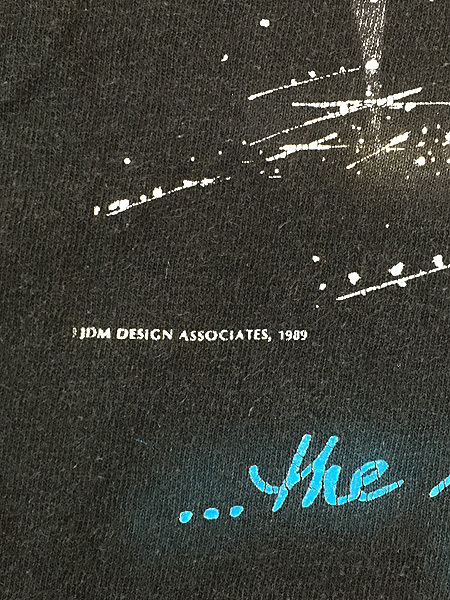 JDM DESIGN ASSOCIATES, 1989
...the